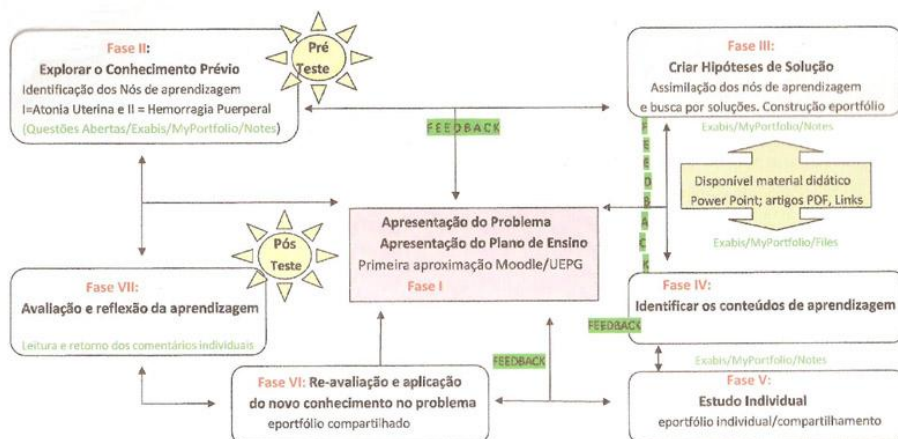 Fase II:
Explorar o Conhecimento Prévio
Identificação dos Nós de aprendizagem
I=Atonia Uterina e II = Hemorragia Puerperal
(Questões Abertas/Exabis/MyPortfolio/Notes)
Pré
Teste
Fase III:
Criar Hipóteses de Solução
Assimilação dos nós de aprendizagem
e busca por soluções. Construção eportfólio
Exabis/MyPortfolio/Notes
FEEDBACK
FEEDBACK
Disponível material didático
Power Point; artigos PDF, Links
Exabis/MyPortfolio/Files
Apresentação do Problema
Apresentação do Plano de Ensino
Primeira aproximação Moodle/UEPG
Fase I
Pós
Teste
Fase VII:
Avaliação e reflexão da aprendizagem
Leitura e retorno dos comentários individuais
Fase IV:
Identificar os conteúdos de aprendizagem
FEEDBACK
Exabis/MyPortfolio/Notes
FEEDBACK
Fase VI: Re-avaliação e aplicação
do novo conhecimento no problema
eportfólio compartilhado
Fase V:
Estudo Individual
eportfólio individual/compartilhamento